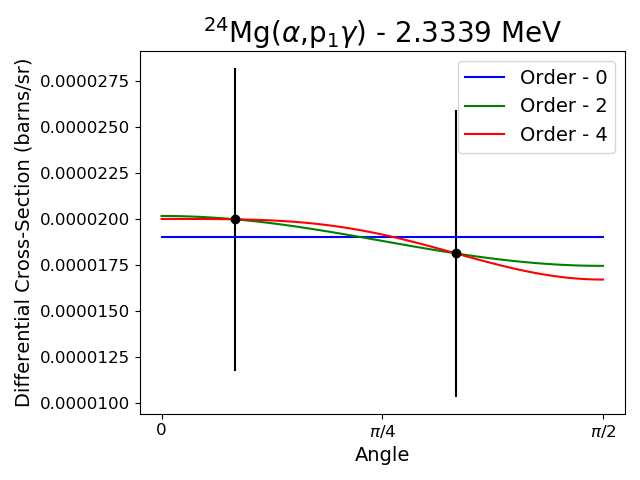 ²⁴Mg(α,p₁γ) - 2.3339 MeV
Differential Cross-Section (barns/sr)
0.0000275
0.0000250
0.0000225
0.0000200
0.0000175
0.0000150
0.0000125
0.0000100
Order - 0
Order - 2
Order - 4
0
π/4
π/2
Angle